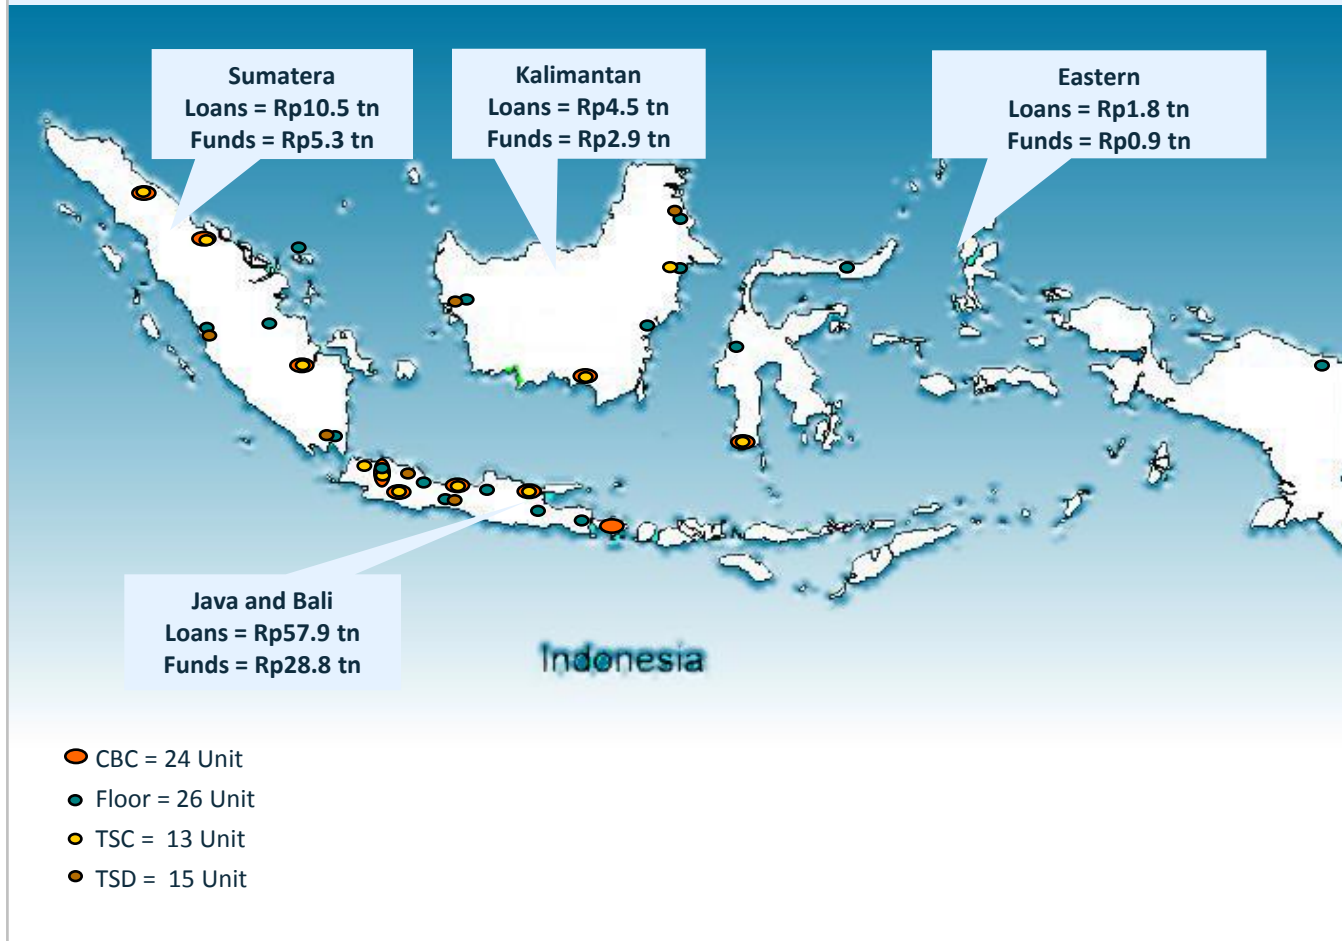 Sumatera
Loans = Rp10.5 tn
Funds = Rp5.3 tn
Kalimantan
Loans = Rp4.5 tn
Funds = Rp2.9 tn
Eastern
Loans = Rp1.8 tn
Funds = Rp0.9 tn
Java and Bali
Loans = Rp57.9 tn
Funds = Rp28.8 tn
Indonesia
CBC = 24 Unit
Floor = 26 Unit
TSC = 13 Unit
TSD = 15 Unit